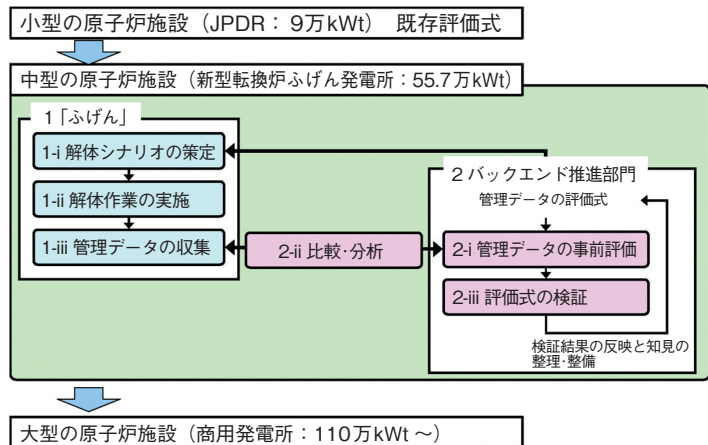 小型の原子炉施設（JPDR：9万kWt） 既存評価式
中型の原子炉施設（新型転換炉ふげん発電所：55.7万kWt）
1「ふげん」
1-i 解体シナリオの策定
1-ii 解体作業の実施
1-iii 管理データの収集
2-ii 比較・分析
2 バックエンド推進部門
管理データの評価式
2-i 管理データの事前評価
2-iii 評価式の検証
検証結果の反映と知見の
整理・整備
大型の原子炉施設（商用発電所：110万kWt ～）